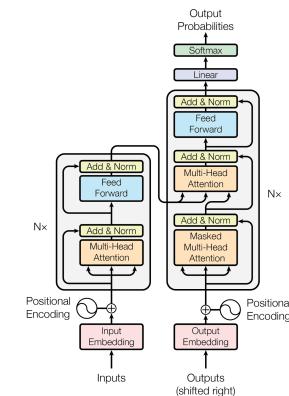 Output
Probabilities
Softmax
Linear
Add & Norm
Feed
Forward
Add & Norm
Multi-Head
Attention
Add & Norm
Masked
Multi-Head
Attention
N×
Add & Norm
Feed
Forward
N×
Add & Norm
Multi-Head
Attention
Positional
Encoding
Positional
Encoding
Input
Embedding
Output
Embedding
Inputs
Outputs
(shifted right)